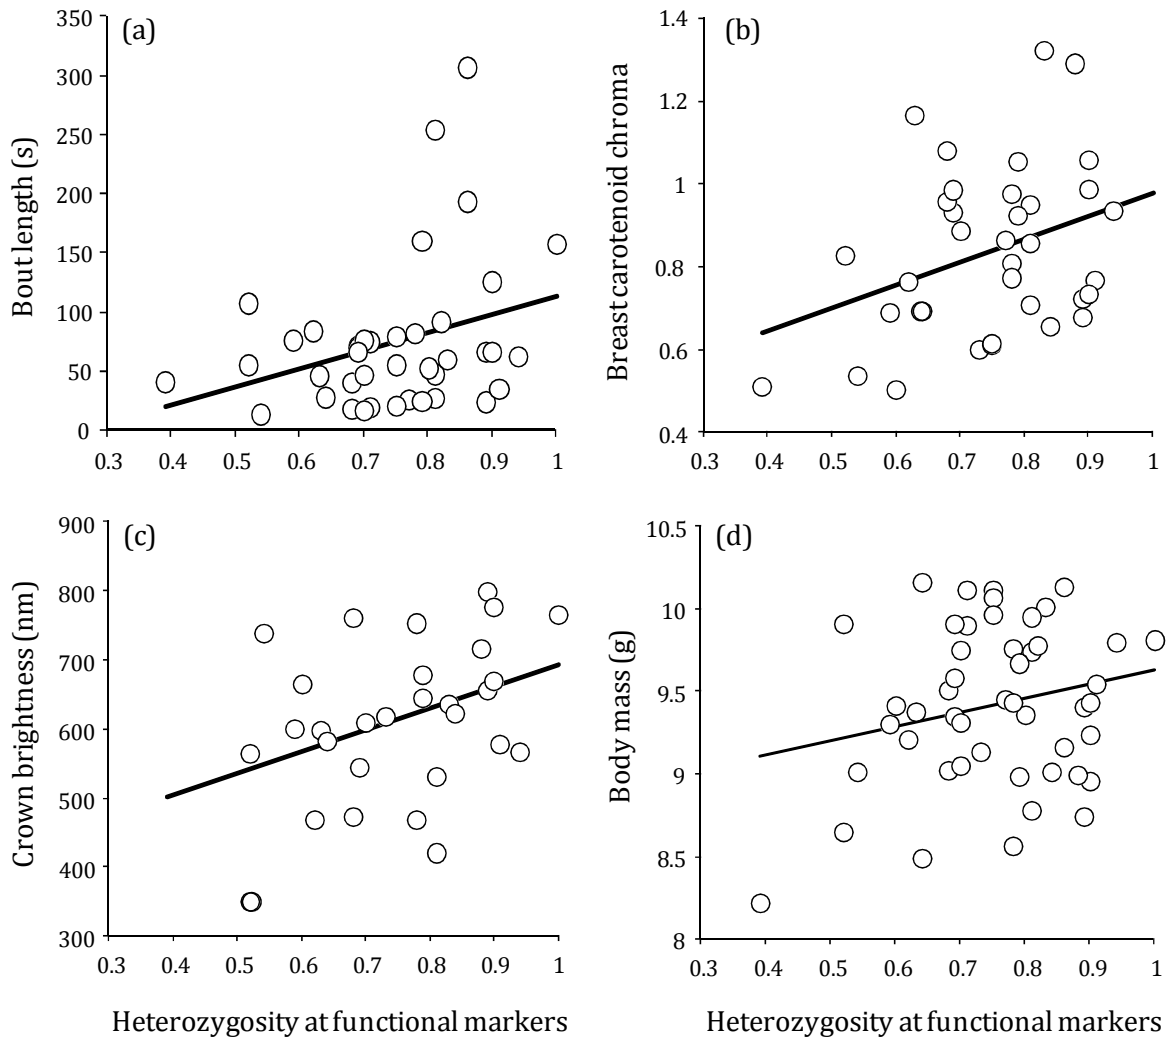 (a)
Bout length (s)
350
300
250
200
150
100
50
0
0.3 0.4 0.5 0.6 0.7 0.8 0.9 1
(b)
Breast carotenoid chroma
1.4
1.2
1
0.8
0.6
0.4
0.3 0.4 0.5 0.6 0.7 0.8 0.9 1
(c)
Crown brightness (nm)
900
800
700
600
500
400
300
0.3 0.4 0.5 0.6 0.7 0.8 0.9 1
Heterozygosity at functional markers
(d)
Body mass (g)
10.5
10
9.5
9
8.5
8
0.3 0.4 0.5 0.6 0.7 0.8 0.9 1
Heterozygosity at functional markers